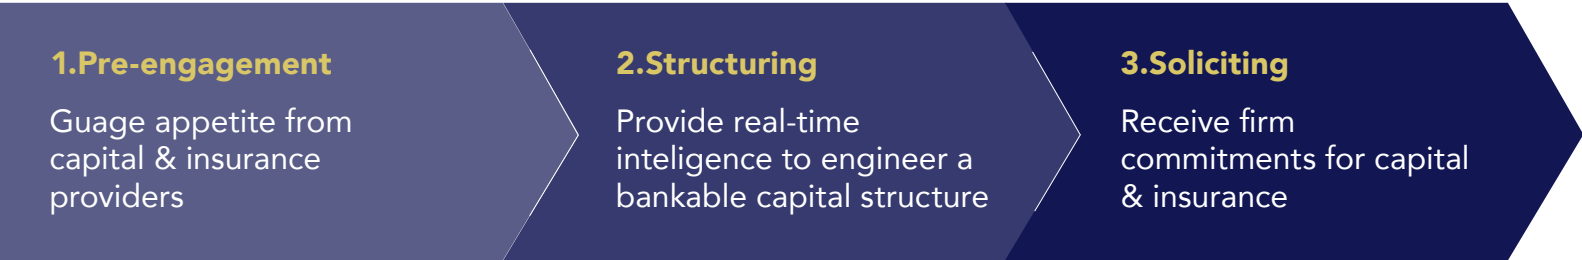 1.Pre-engagement
Guage appetite from
capital & insurance
providers
2.Structuring
Provide real-time
inteligence to engineer a
bankable capital structure
3.Soliciting
Receive firm
commitments for capital
& insurance